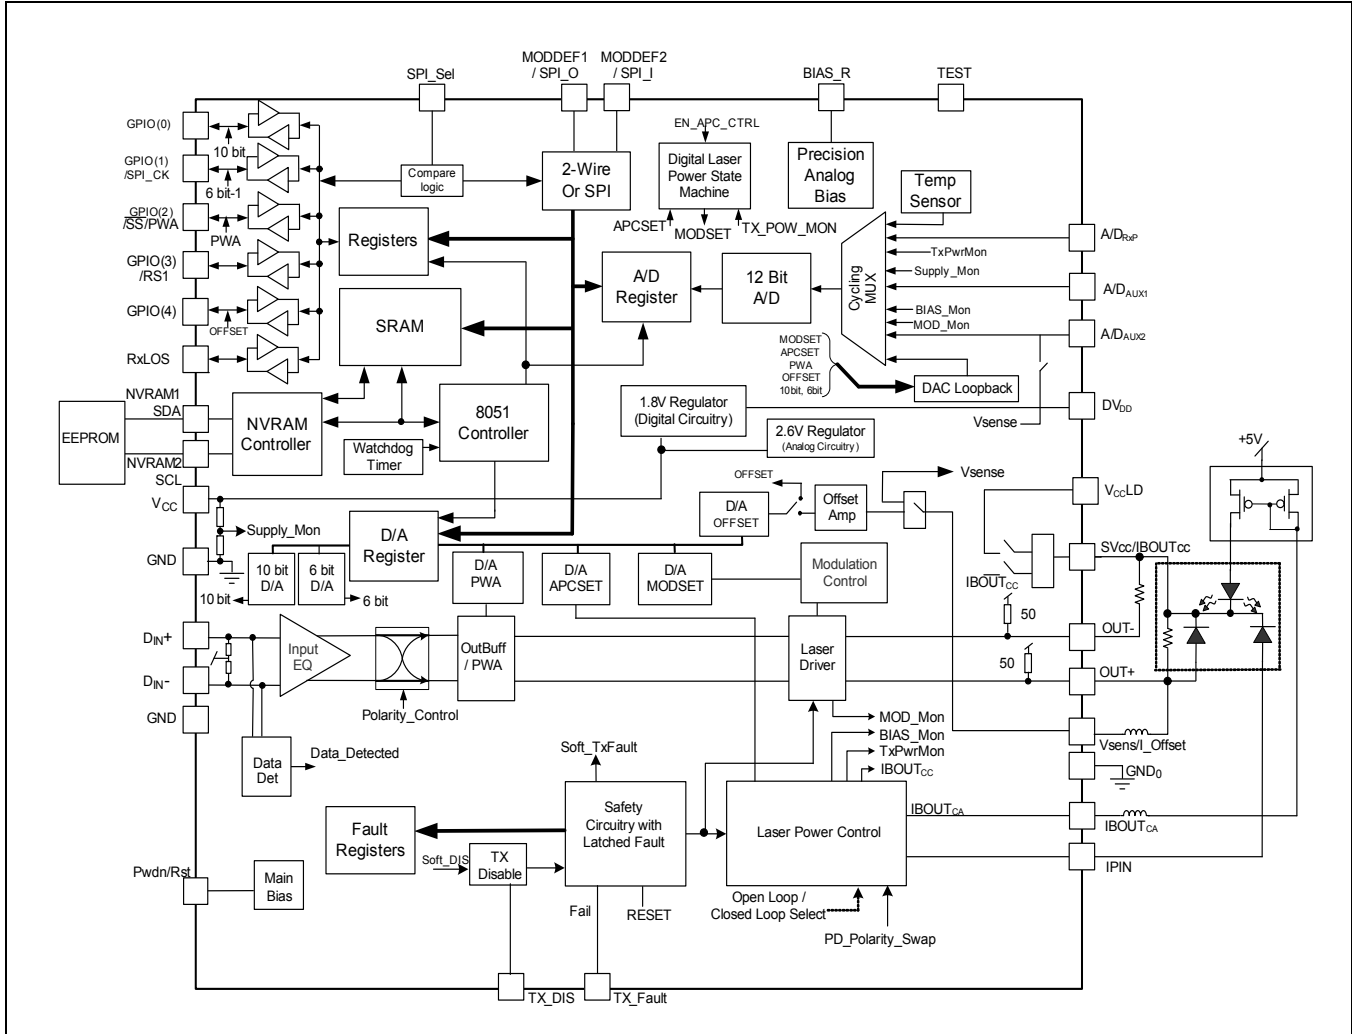 SPI_Sel
MODDEF1
/ SPI_O
MODDEF2
/ SPI_I
BIAS_R
TEST
GPIO(0)
10 bit
GPIO(1)
/SPI_CK
6 bit-1
GPIO(2)
/SS/PWA
PWA
GPIO(3)
/RS1
GPIO(4)
OFFSET
RxLOS
Compare
logic
2-Wire
Or SPI
EN_APC_CTRL
Digital Laser
Power State
Machine
APCSET
MODSET
TX_POW_MON
Precision
Analog
Bias
Temp
Sensor
Registers
A/D
Register
12 Bit
A/D
Cycling
MUX
TxPwrMon
Supply_Mon
BIAS_Mon
MOD_Mon
A/DRxP
A/DAUX1
A/DAUX2
SRAM
MODSET
APCSET
PWA
OFFSET
10bit, 6bit
DAC Loopback
Vsense
DVDD
NVRAM1
SDA
EEPROM
NVRAM2
SCL
NVRAM
Controller
8051
Controller
Watchdog
Timer
1.8V Regulator
(Digital Circuitry)
2.6V Regulator
(Analog Circuitry)
+5V
VCC
Supply_Mon
GND
D/A
Register
10 bit
D/A
6 bit
D/A
10 bit
6 bit
D/A
PWA
D/A
APCSET
D/A
MODSET
D/A
OFFSET
OFFSET
Offset
Amp
Vsense
Modulation
Control
VCCLD
SVcc/IBOUTcc
IBOUTCC
50
50
OUT-
OUT+
DIN+
DIN-
GND
Input
EQ
Polarity_Control
OutBuff
/ PWA
Laser
Driver
Data
Det
Data_Detected
MOD_Mon
BIAS_Mon
TxPwrMon
IBOUTCC
Vsens/I_Offset
GND0
Soft_TxFault
Safety
Circuitry with
Latched Fault
Fault
Registers
Soft_DIS
TX
Disable
Laser Power Control
IBOUTCA
IBOUTCA
IPIN
Pwdn/Rst
Main
Bias
Fail
RESET
Open Loop /
Closed Loop Select
PD_Polarity_Swap
TX_DIS
TX_Fault